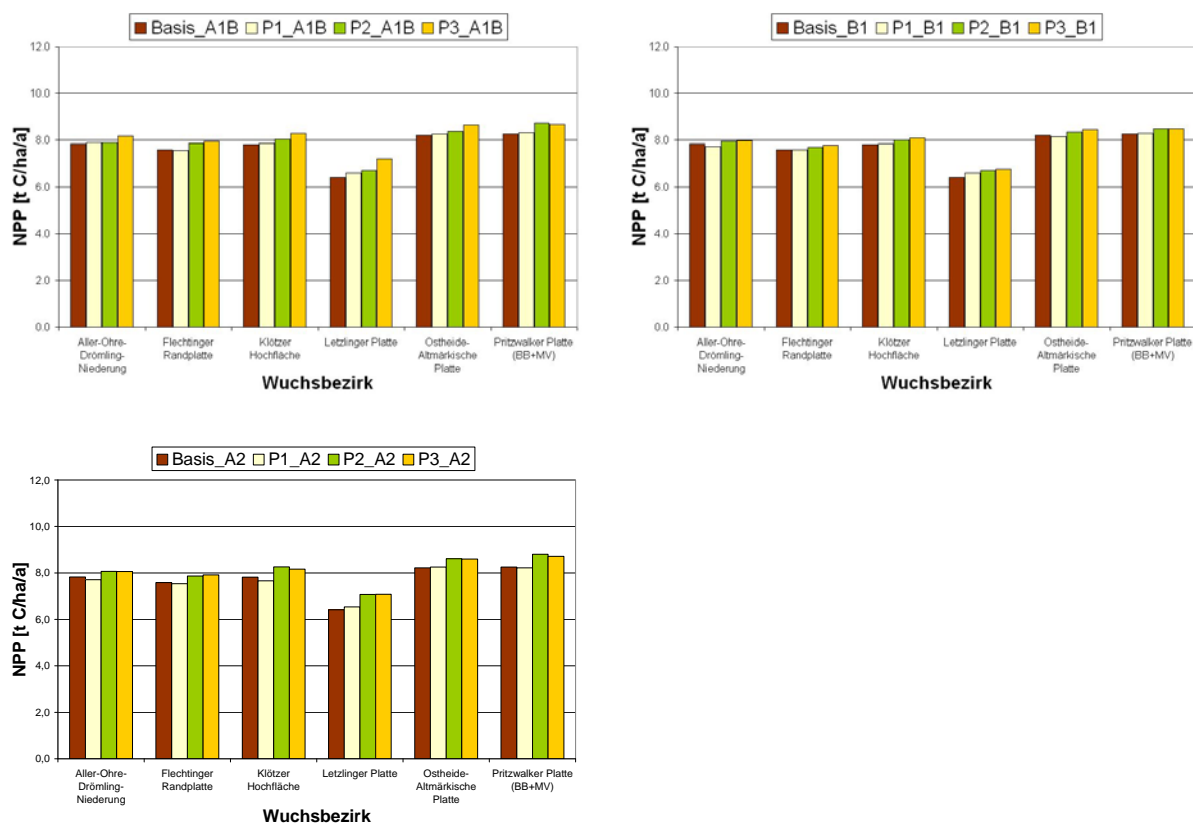 Basis_A1B P1_A1B P2_A1B P3_A1B
12.0
10.0
8.0
6.0
4.0
2.0
0.0
NPP [t C/ha/a]
Aller-Ohre-
Drömling-
Niederung
Flechtinger
Randplatte
Klötzer
Hochfläche
Letzlinger Platte
Ostheide-
Altmärkische
Platte
Pritzwalker Platte
(BB+MV)
Wuchsbezirk
Basis_B1 P1_B1 P2_B1 P3_B1
12.0
10.0
8.0
6.0
4.0
2.0
0.0
NPP [t C/ha/a]
Aller-Ohre-
Drömling-
Niederung
Flechtinger
Randplatte
Klötzer
Hochfläche
Letzlinger Platte
Ostheide-
Altmärkische
Platte
Pritzwalker Platte
(BB+MV)
Wuchsbezirk
Basis_A2 P1_A2 P2_A2 P3_A2
12,0
10,0
8,0
6,0
4,0
2,0
0,0
NPP [t C/ha/a]
Aller-Ohre-
Drömling-
Niederung
Flechtinger
Randplatte
Klötzer
Hochfläche
Letzlinger Platte
Ostheide-
Altmärkische
Platte
Pritzwalker Platte
(BB+MV)
Wuchsbezirk